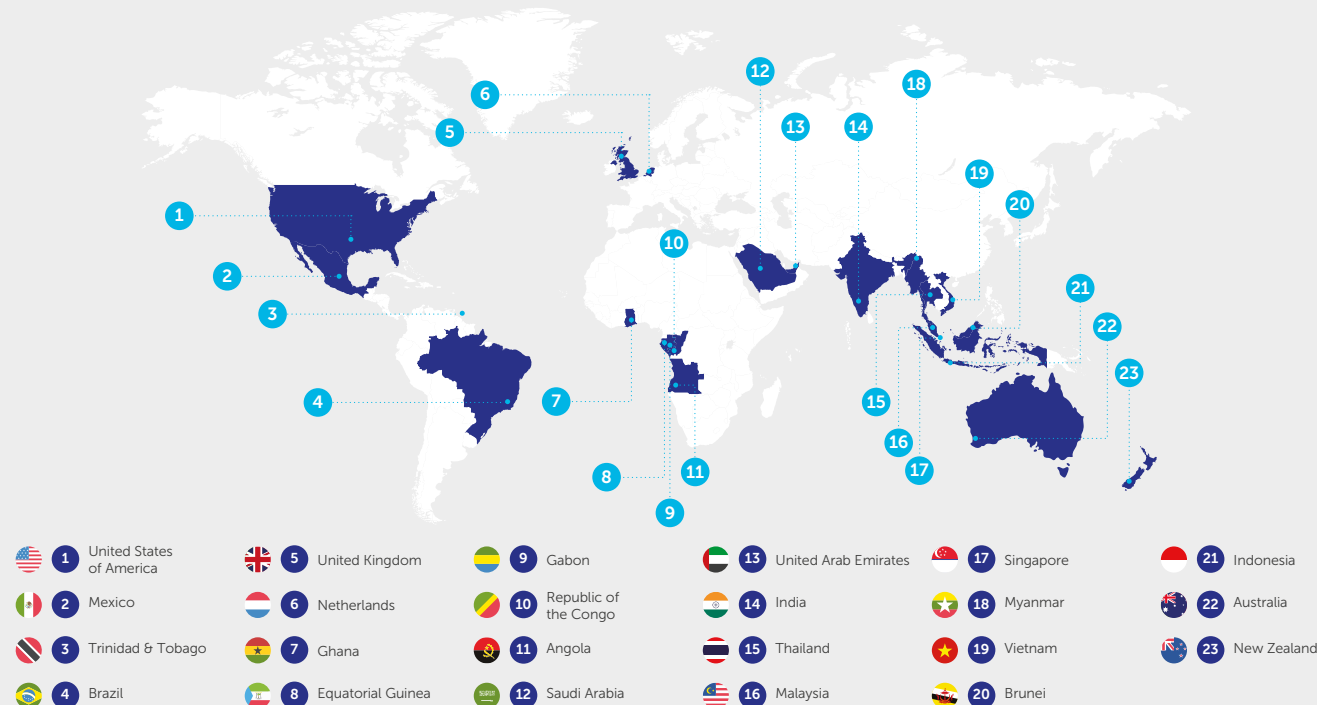 12
18
6
13
14
5
19
20
1
10
2
21
3
22
23
4
7
15
16
17
11
8
9
1 United States
of America
2 Mexico
3 Trinidad & Tobago
4 Brazil
5 United Kingdom
6 Netherlands
7 Ghana
8 Equatorial Guinea
9 Gabon
10 Republic of
the Congo
11 Angola
12 Saudi Arabia
13 United Arab Emirates
14 India
15 Thailand
16 Malaysia
17 Singapore
18 Myanmar
19 Vietnam
20 Brunei
21 Indonesia
22 Australia
23 New Zealand